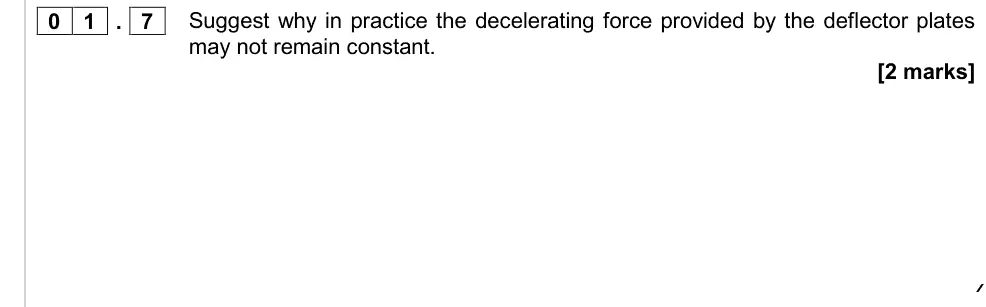 0 1 . 7 Suggest why in practice the decelerating force provided by the deflector plates
may not remain constant.
[2 marks]